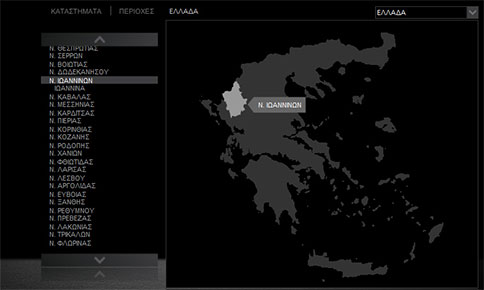 ΚΑΤΑΣΤΗΜΑΤΑ | ΠΕΡΙΟΧΕΣ ΕΛΛΑΔΑ
ΕΛΛΑΔΑ
Ν. ΘΕΣΠΡΩΤΙΑΣ
Ν. ΣΕΡΡΩΝ
Ν. ΒΟΙΩΤΙΑΣ
Ν. ΔΩΔΕΚΑΝΗΣΟΥ
Ν. ΙΩΑΝΝΙΝΩΝ
ΙΩΑΝΝΙΝΑ
Ν. ΚΑΒΑΛΑΣ
Ν. ΜΕΣΣΗΝΙΑΣ
Ν. ΚΑΡΔΙΤΣΑΣ
Ν. ΠΙΕΡΙΑΣ
Ν. ΚΟΡΙΝΘΙΑΣ
Ν. ΚΟΖΑΝΗΣ
Ν. ΡΟΔΟΠΗΣ
Ν. ΧΑΝΙΩΝ
Ν. ΦΘΙΩΤΙΔΑΣ
Ν. ΛΑΡΙΣΑΣ
Ν. ΛΕΣΒΟΥ
Ν. ΑΡΓΟΛΙΔΑΣ
Ν. ΕΥΒΟΙΑΣ
Ν. ΞΑΝΘΗΣ
Ν. ΡΕΘΥΜΝΟΥ
Ν. ΠΡΕΒΕΖΑΣ
Ν. ΛΑΚΩΝΙΑΣ
Ν. ΤΡΙΚΑΛΩΝ
Ν. ΦΛΩΡΙΝΑΣ
Ν. ΙΩΑΝΝΙΝΩΝ